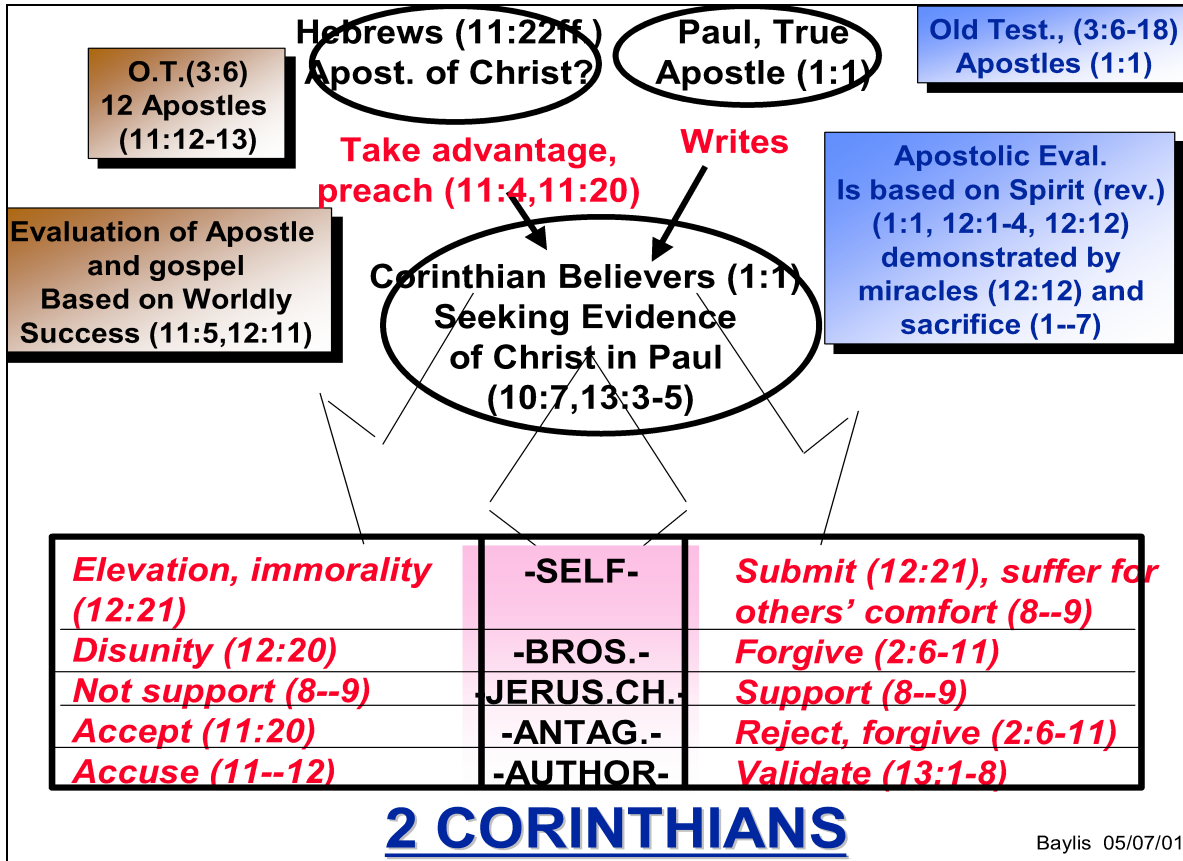 Hebrews (11:22ff.)
Apost. of Christ?
Paul, True
Apostle (1:1)
Old Test., (3:6-18)
Apostles (1:1)
O.T.(3:6)
12 Apostles
(11:12-13)
Take advantage,
preach (11:4,11:20)
Writes
Apostolic Eval.
Is based on Spirit (rev.)
(1:1, 12:1-4, 12:12)
demonstrated by
miracles (12:12) and
sacrifice (1--7)
Evaluation of Apostle
and gospel
Based on Worldly
Success (11:5,12:11)
Corinthian Believers (1:1)
Seeking Evidence
of Christ in Paul
(10:7,13:3-5)
Elevation, immorality
(12:21)
-SELF-
Submit (12:21), suffer for
others’ comfort (8--9)
Disunity (12:20)
-BROS.-
Forgive (2:6-11)
Not support (8--9)
-JERUS.CH.-
Support (8--9)
Accept (11:20)
-ANTAG.-
Reject, forgive (2:6-11)
Accuse (11--12)
-AUTHOR-
Validate (13:1-8)
2 CORINTHIANS
Baylis 05/07/01